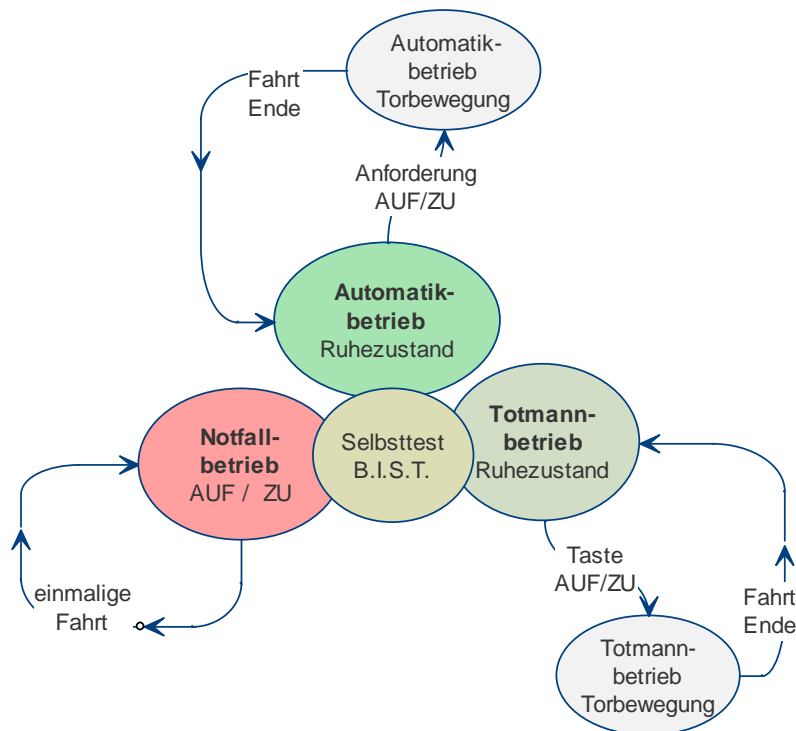 Automatik-
betrieb
Torbewegung
Fahrt
Ende
Anforderung
AUF/ZU
Automatik-
betrieb
Ruhezustand
Notfall-
betrieb
AUF / ZU
Selbsttest
B.I.S.T.
Totmann-
betrieb
Ruhezustand
einmalige
Fahrt
Taste
AUF/ZU
Fahrt
Ende
Totmann-
betrieb
Torbewegung